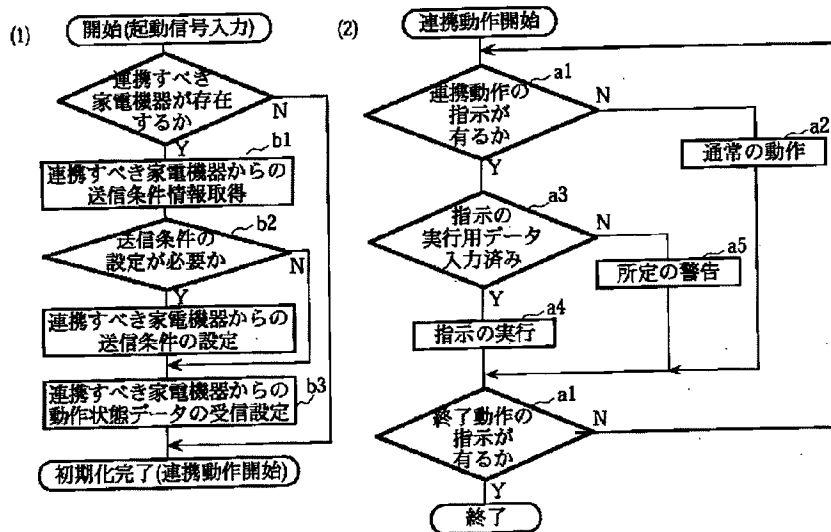 (1)
開始(起動信号入力)
連携すべき
家電機器が存在
するか
N
Y
b1
連携すべき家電機器からの
送信条件情報取得
b2
送信条件の
設定が必要か
N
Y
連携すべき家電機器からの
送信条件の設定
b3
連携すべき家電機器からの
動作状態データの受信設定
初期化完了(連携動作開始)
(2)
連携動作開始
a1
連携動作の
指示が
有るか
N
Y
a2
通常の動作
a3
指示の
実行用データ
入力済み
N
Y
a5
所定の警告
a4
指示の実行
a1
終了動作の
指示が
有るか
N
Y
終了